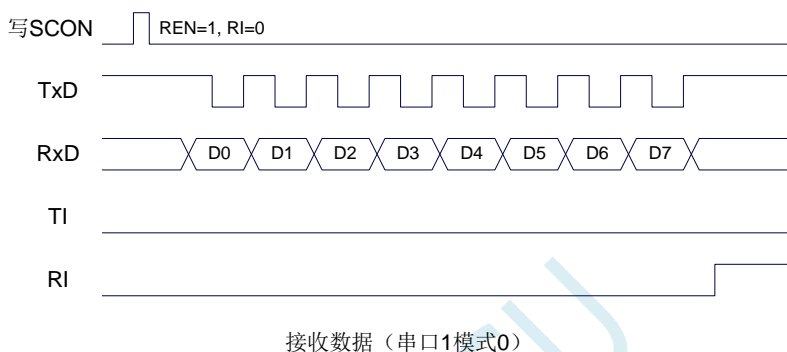 写SCON REN=1, RI=0
TxD
RxD D0 D1 D2 D3 D4 D5 D6 D7
TI
RI
接收数据（串口1模式0）